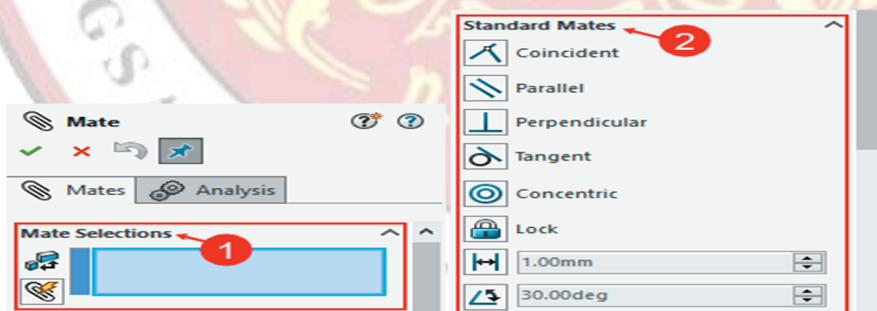 Mate
Mates Analysis
Mate Selections
1
Standard Mates
2
Coincident
Parallel
Perpendicular
Tangent
Concentric
Lock
1.00mm
30.00deg